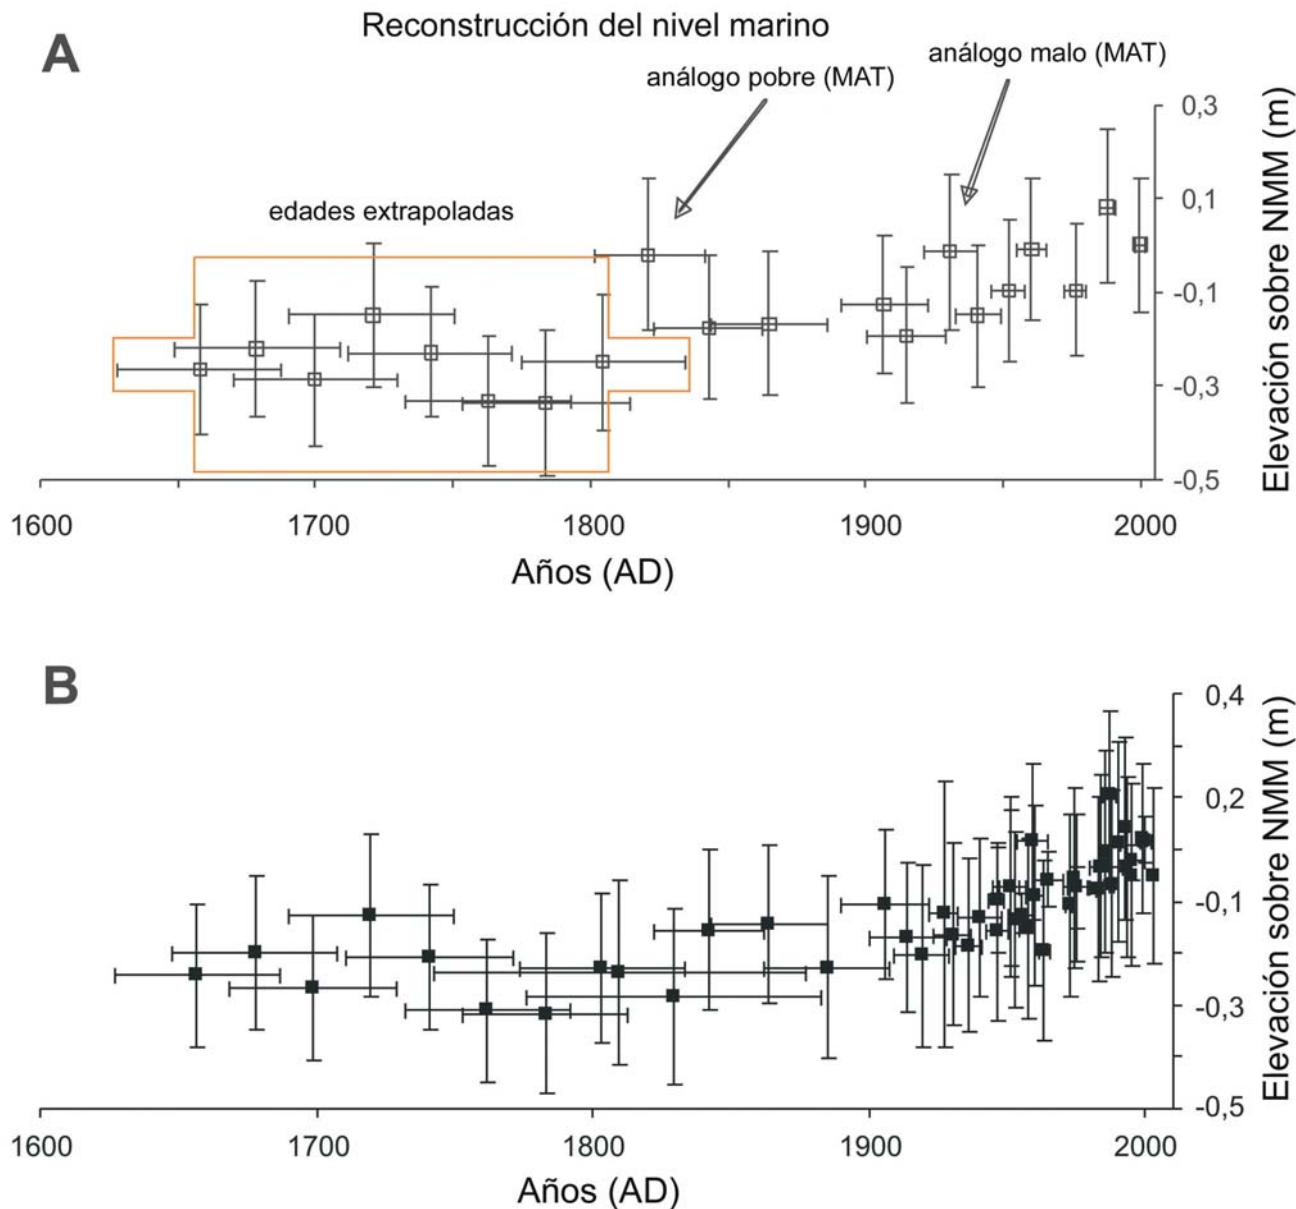 Reconstrucción del nivel marino
A
análogo pobre (MAT)
análogo malo (MAT)
edades extrapoladas
0,3
0,1
-0,1
-0,3
-0,5
Elevación sobre NMM (m)
1600 1700 1800 1900 2000
Años (AD)
B
0,4
0,2
-0,1
-0,3
-0,5
Elevación sobre NMM (m)
1600 1700 1800 1900 2000
Años (AD)